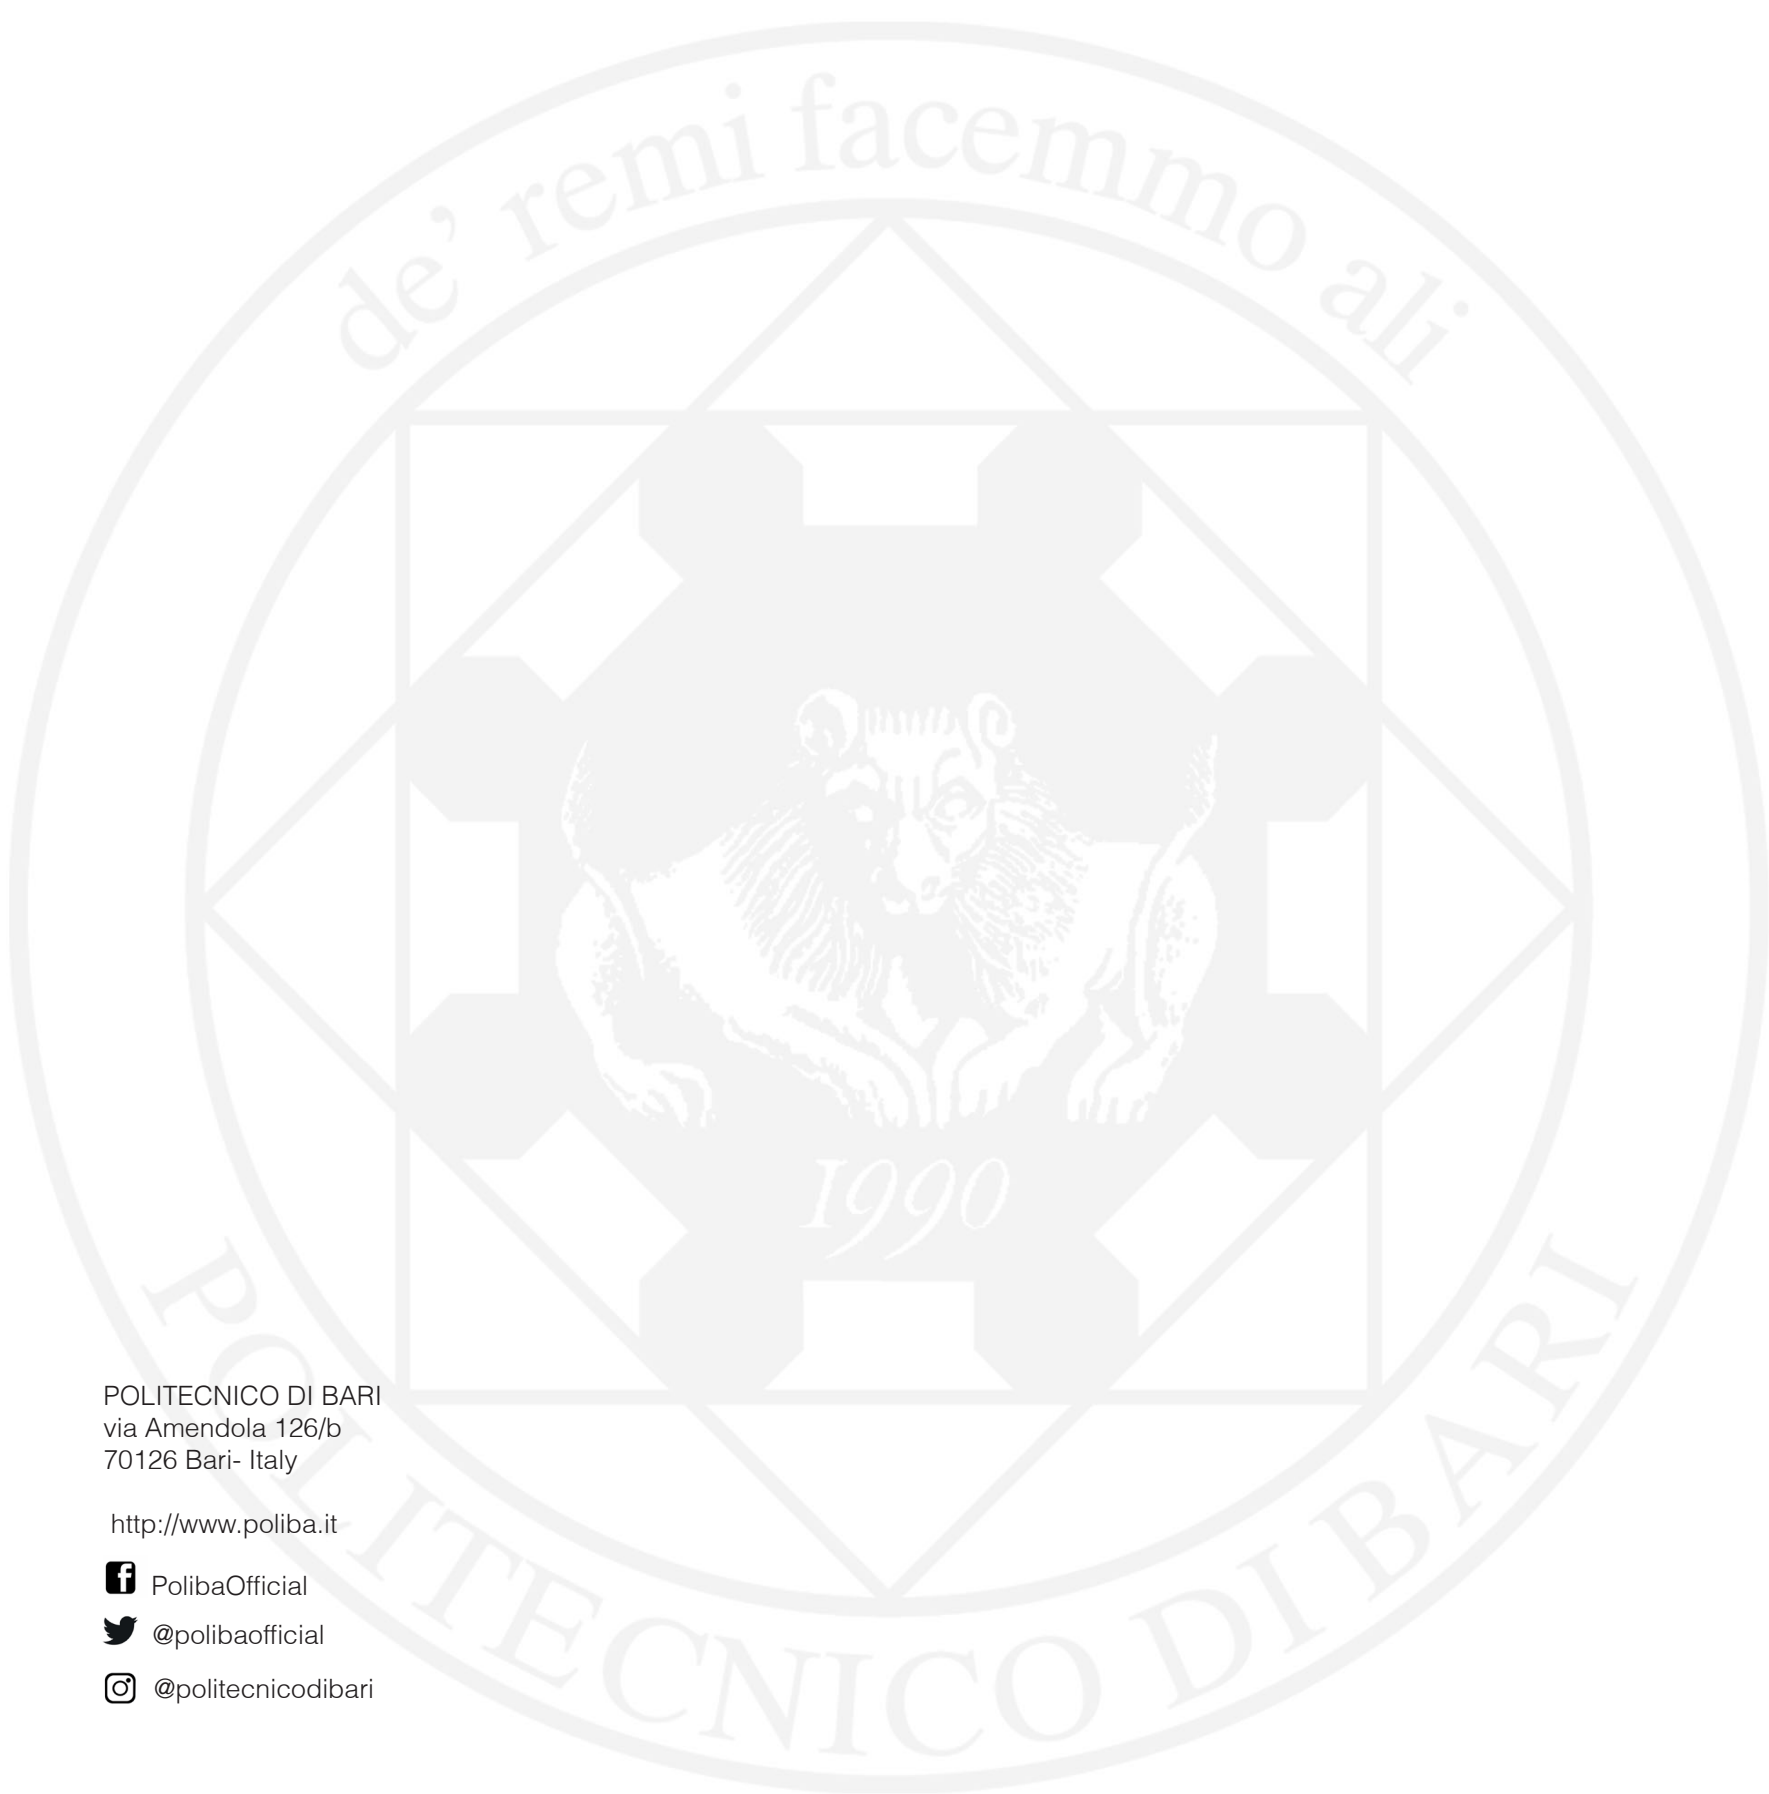 de’ remi facemmo ali
1990
POLITECNICO DI BARI
POLITECNICO DI BARI
via Amendola 126/b
70126 Bari- Italy
http://www.poliba.it
PolibaOfficial
@polibaofficial
@politecnicodibari